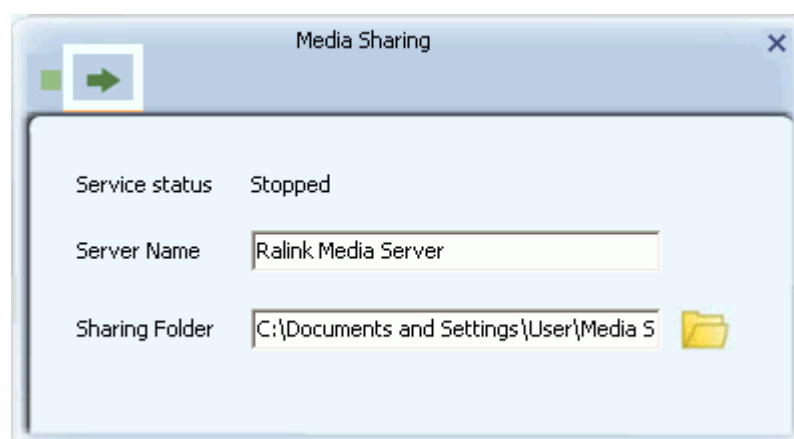 Media Sharing
Service status Stopped
Server Name Ralink Media Server
Sharing Folder C:\Documents and Settings\User\Media S